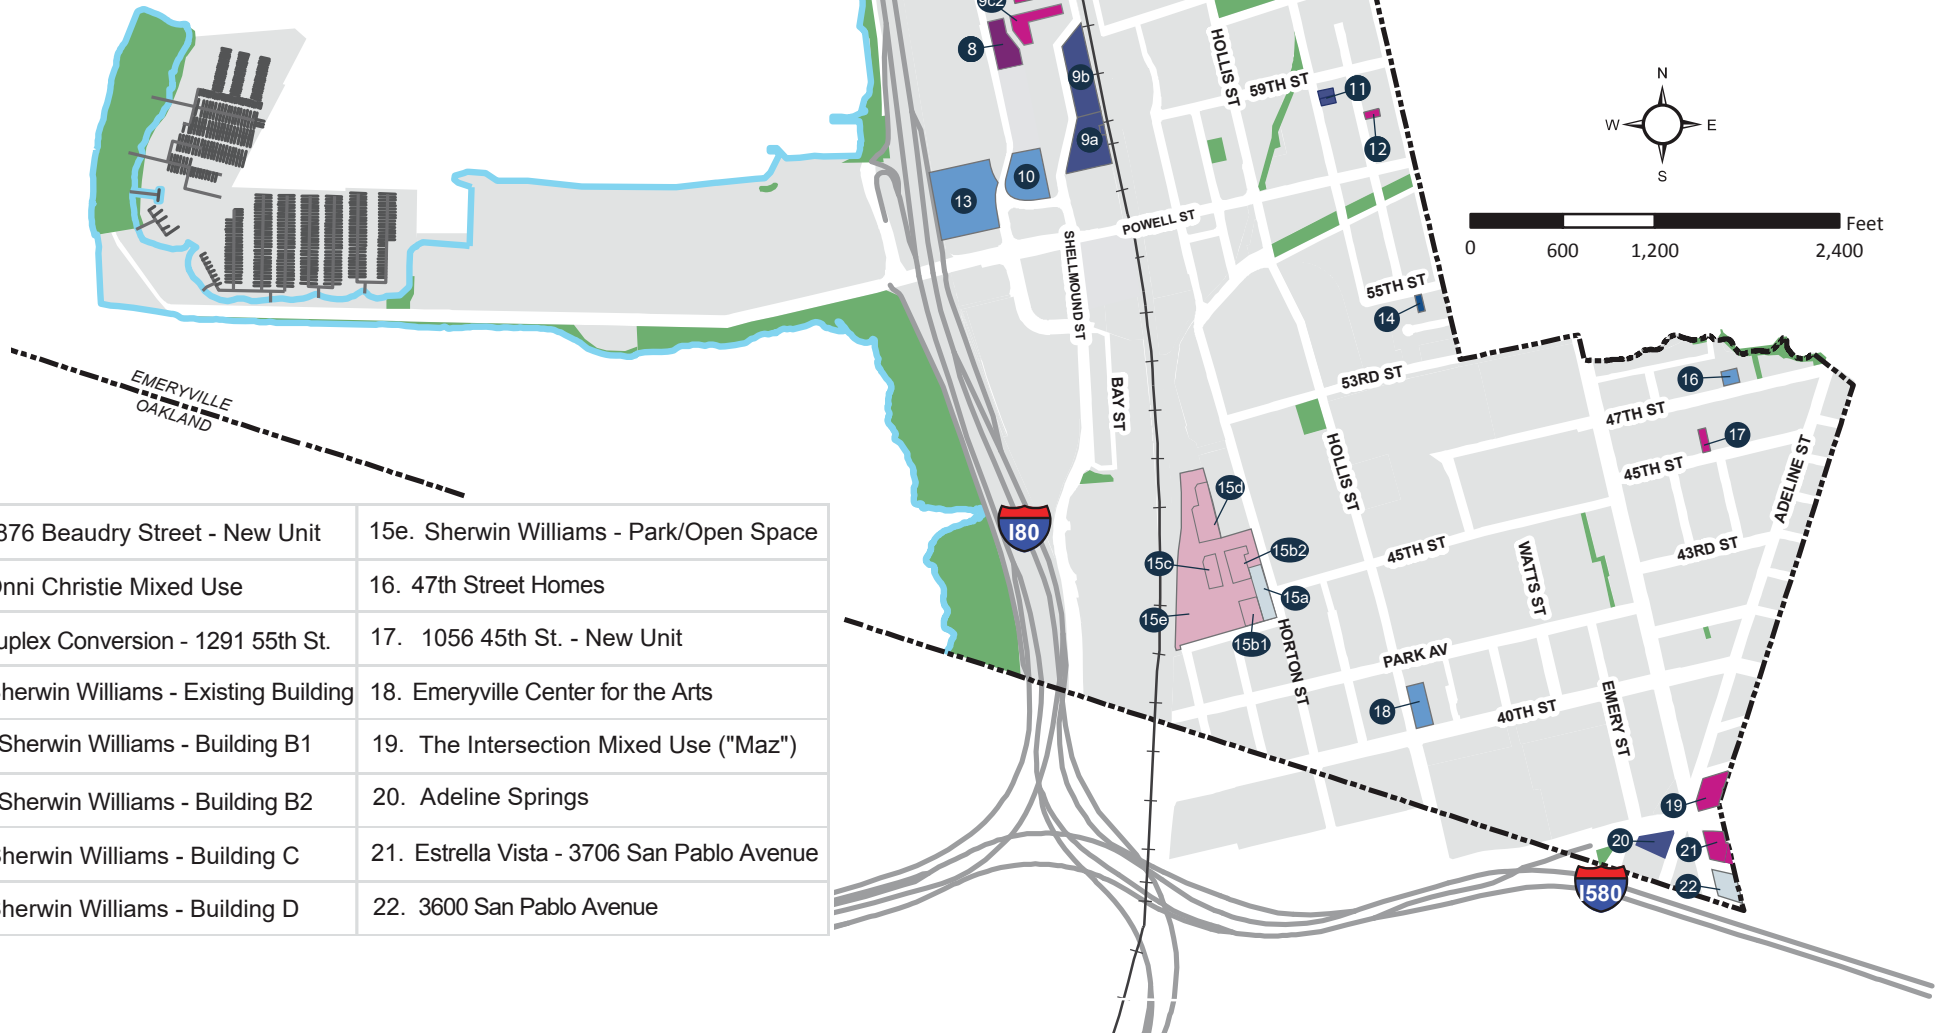 9c2
8
9b
9a
HOLLIS ST
59TH ST
11
12
N
W E
S
13
10
POWELL ST
SHELLMOUND ST
Feet
0 600 1,200 2,400
55TH ST
14
53RD ST
BAY ST
16
47TH ST
17
45TH ST
ADELINE ST
EMERYVILLE
OAKLAND
HOLLIS ST
15d
I80
15b2
15c
15a
15e
15b1
45TH ST
WATTS ST
43RD ST
HORTON ST
PARK AV
18
40TH ST
EMERY ST
19
20
21
22
I580
876 Beaudry Street - New Unit
15e. Sherwin Williams - Park/Open Space
nni Christie Mixed Use
16. 47th Street Homes
uplex Conversion - 1291 55th St.
17. 1056 45th St. - New Unit
herwin Williams - Existing Building
18. Emeryville Center for the Arts
Sherwin Williams - Building B1
19. The Intersection Mixed Use ("Maz")
Sherwin Williams - Building B2
20. Adeline Springs
herwin Williams - Building C
21. Estrella Vista - 3706 San Pablo Avenue
herwin Williams - Building D
22. 3600 San Pablo Avenue